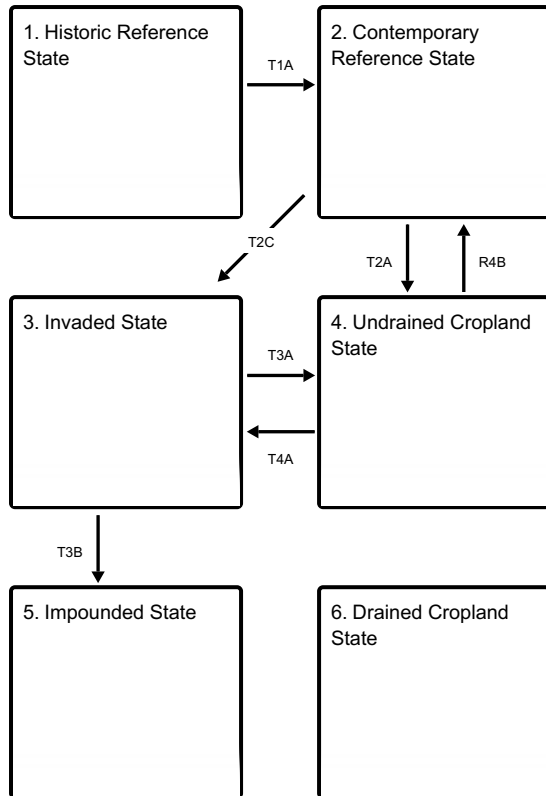 1. Historic Reference
State
T1A
2. Contemporary
Reference State
T2C
T2A
R4B
3. Invaded State
T3A
4. Undrained Cropland
State
T4A
T3B
5. Impounded State
6. Drained Cropland
State